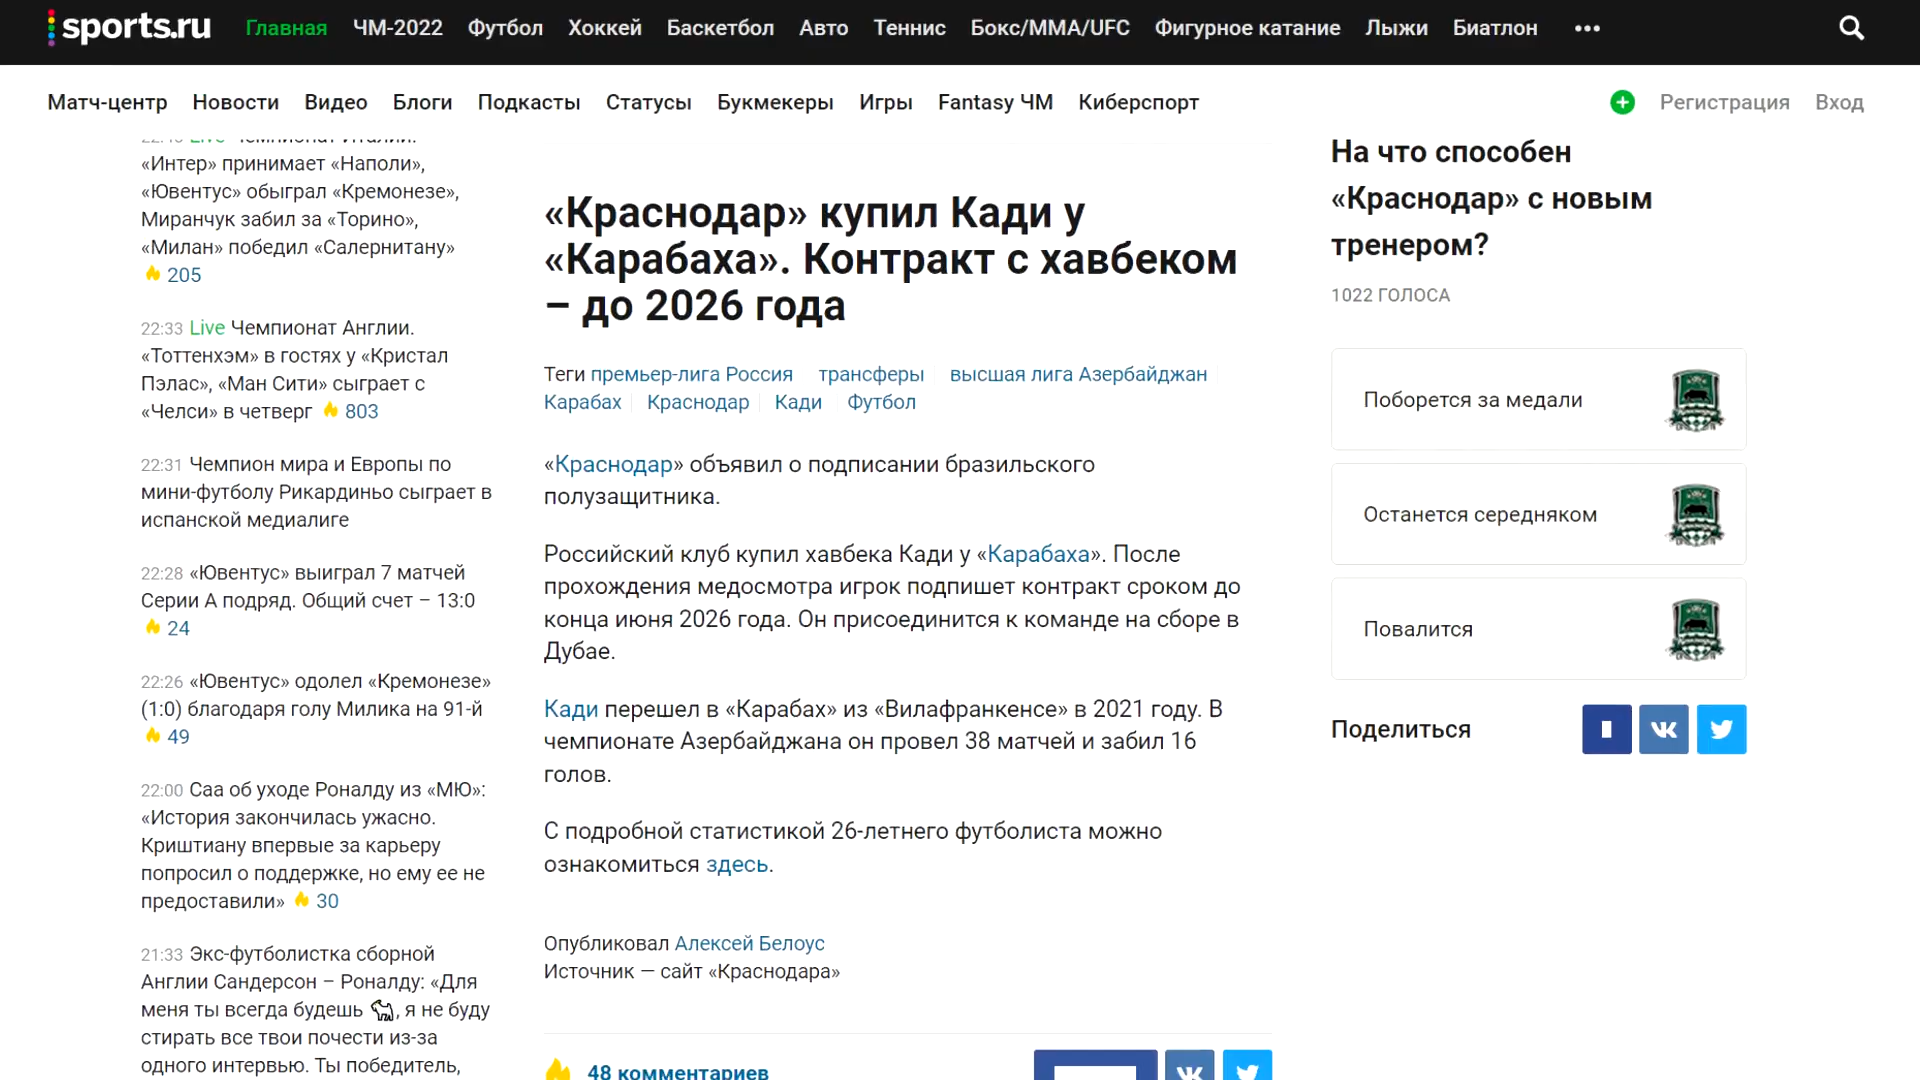 sports.ru
Главная ЧМ-2022 Футбол Хоккей Баскетбол Авто Теннис Бокс/MMA/UFC Фигурное катание Лыжи Биатлон
Матч-центр Новости Видео Блоги Подкасты Статусы Букмекеры Игры Fantasy ЧМ Киберспорт
Регистрация Вход
«Интер» принимает «Наполи»,
«Ювентус» обыграл «Кремонезе»,
Миранчук забил за «Торино»,
«Милан» победил «Салернитану»
205
22:33 Live Чемпионат Англии.
«Тоттенхэм» в гостях у «Кристал
Пэлас», «Ман Сити» сыграет с
«Челси» в четверг 803
22:31 Чемпион мира и Европы по
мини-футболу Рикардиньо сыграет в
испанской медиалиге
22:28 «Ювентус» выиграл 7 матчей
Серии А подряд. Общий счет – 13:0
24
22:26 «Ювентус» одолел «Кремонезе»
(1:0) благодаря голу Милика на 91-й
49
22:00 Саа об уходе Роналду из «МЮ»:
«История закончилась ужасно.
Криштиану впервые за карьеру
попросил о поддержке, но ему ее не
предоставили» 30
21:33 Экс-футболистка сборной
Англии Сандерсон – Роналду: «Для
меня ты всегда будешь 🐐, я не буду
стирать все твои почести из-за
одного интервью. Ты победитель,
«Краснодар» купил Кади у
«Карабаха». Контракт с хавбеком
– до 2026 года
Теги премьер-лига Россия трансферы высшая лига Азербайджан
Карабах Краснодар Кади Футбол
«Краснодар» объявил о подписании бразильского
полузащитника.
Российский клуб купил хавбека Кади у «Карабаха». После
прохождения медосмотра игрок подпишет контракт сроком до
конца июня 2026 года. Он присоединится к команде на сборе в
Дубае.
Кади перешел в «Карабах» из «Вилафранкенсе» в 2021 году. В
чемпионате Азербайджана он провел 38 матчей и забил 16
голов.
С подробной статистикой 26-летнего футболиста можно
ознакомиться здесь.
Опубликовал Алексей Белоус
Источник — сайт «Краснодара»
48 комментариев
На что способен
«Краснодар» с новым
тренером?
1022 ГОЛОСА
Поборется за медали
Останется середняком
Повалится
Поделиться